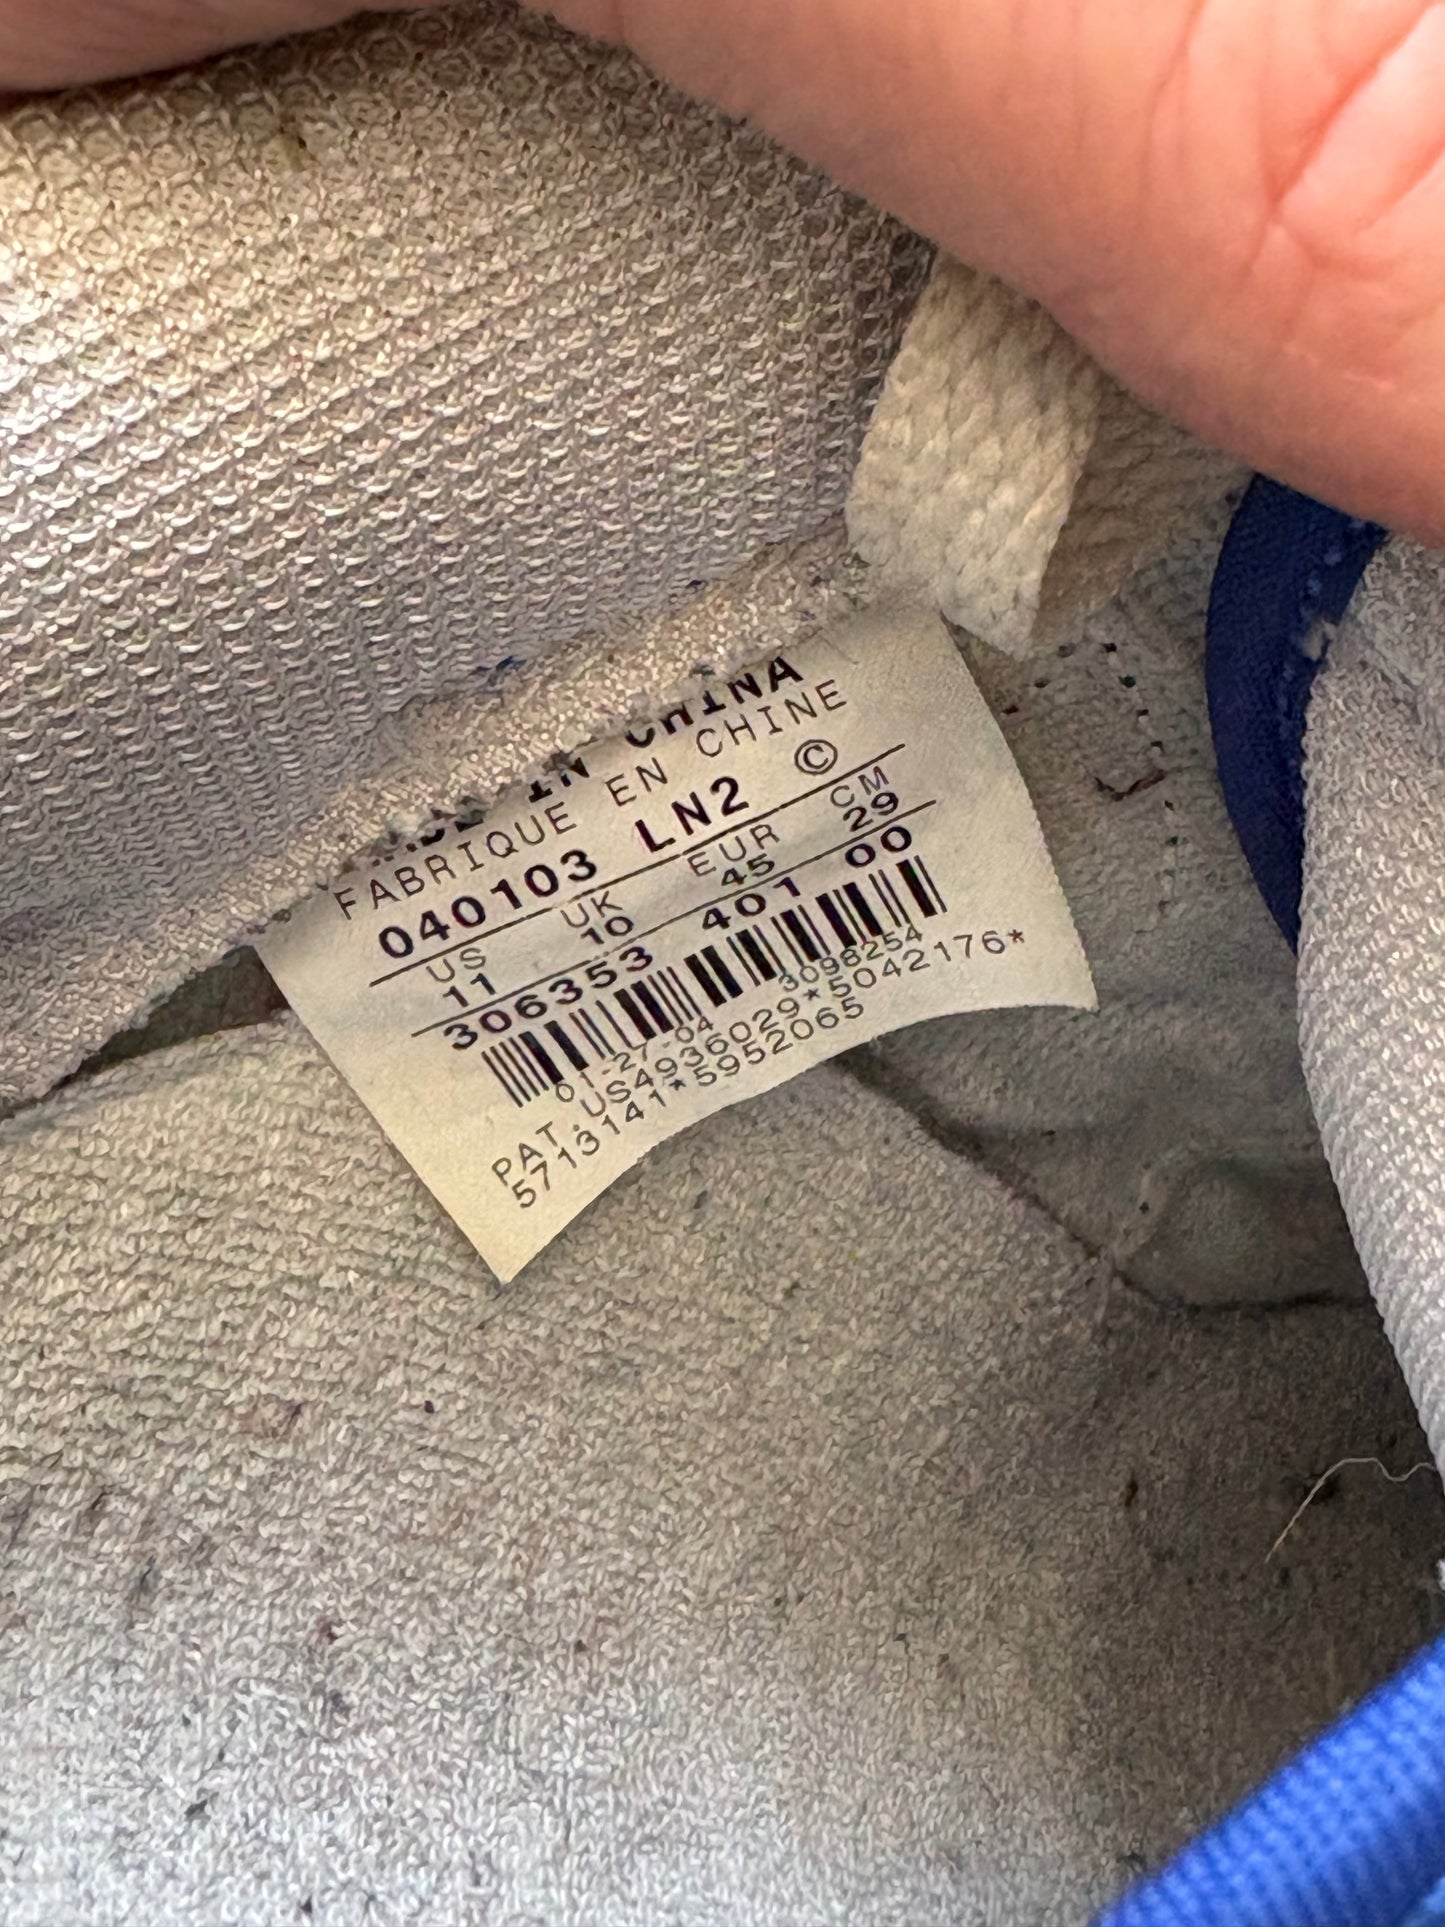 MADE IN CHINA
FABRIQUE EN CHINE
040103 LN2 ©
US UK EUR CM
11 10 45 29
306353 401 00
01-27-04 3098254
PAT. US4936029*5042176*
5713141*5952065